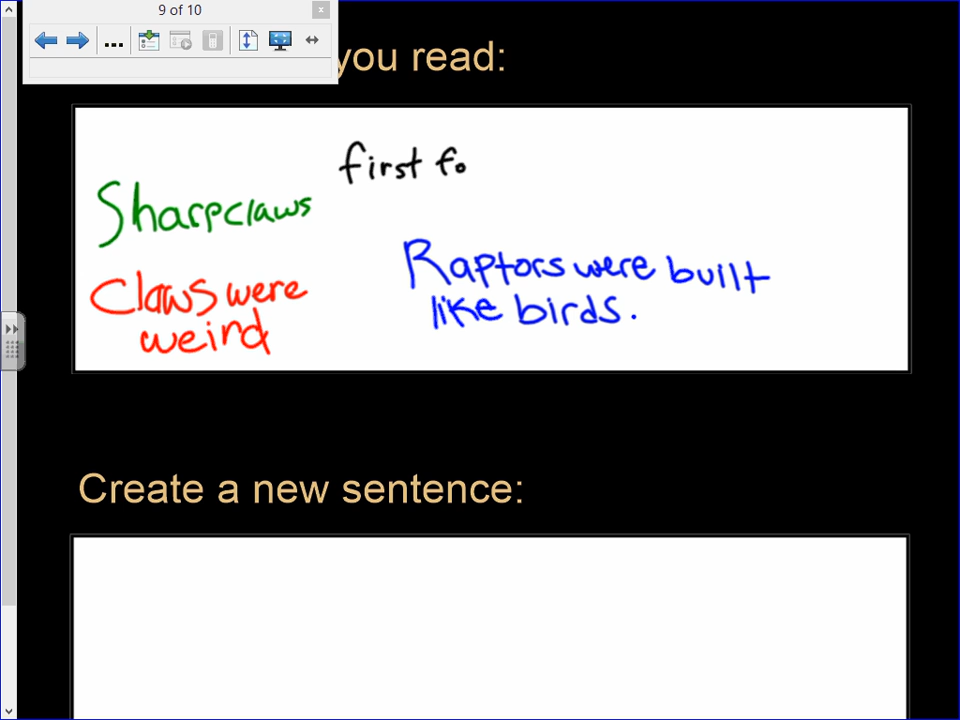 9 of 10
you read:
first fo
Sharpclaws
Raptors were built
like birds.
Claws were
weird
Create a new sentence: